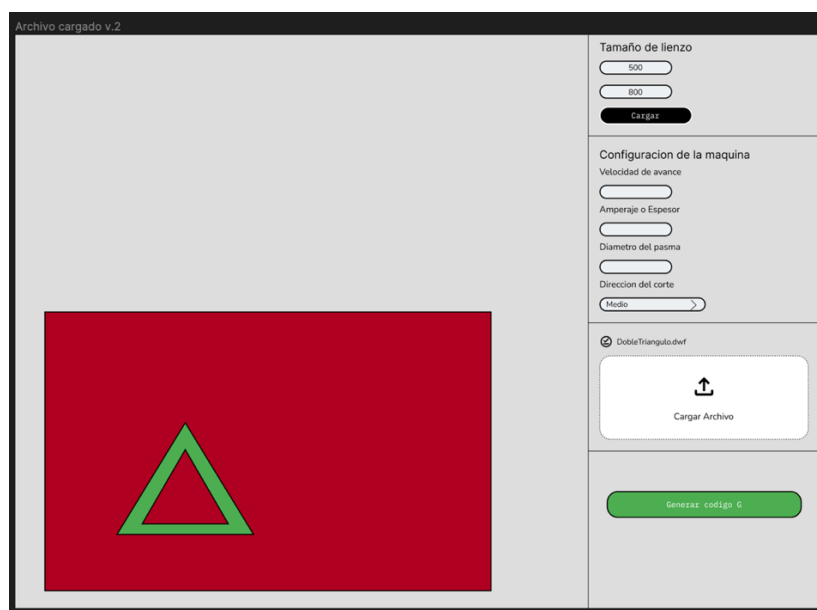 Archivo cargado v.2
Tamaño de lienzo
500
800
Cargar
Configuracion de la maquina
Velocidad de avance
Amperaje o Espesor
Diametro del pasma
Direccion del corte
Medio
DobleTriangulo.dwf
Cargar Archivo
Generar codigo G